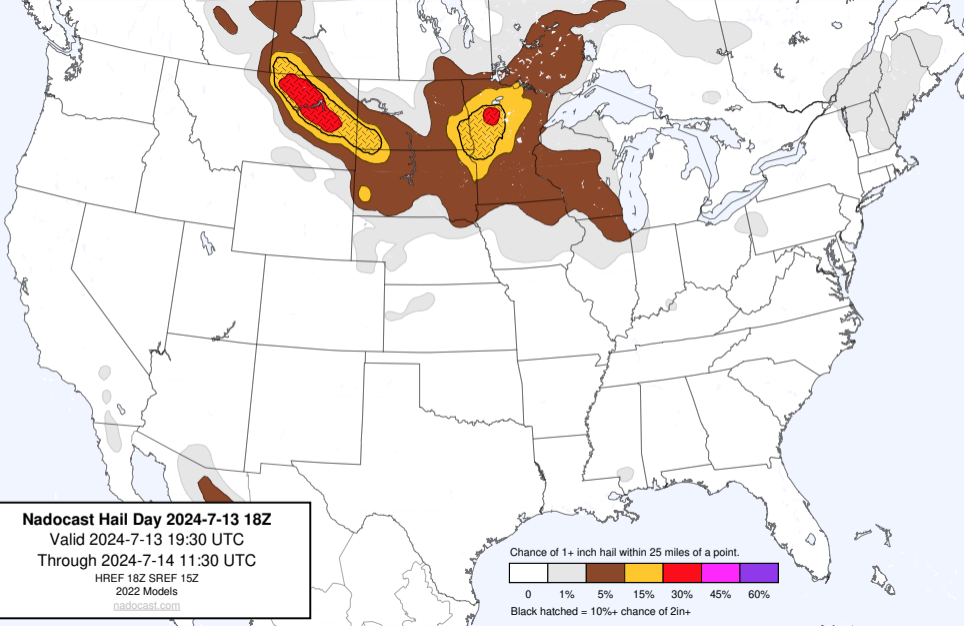 Nadocast Hail Day 2024-7-13 18Z
Valid 2024-7-13 19:30 UTC
Through 2024-7-14 11:30 UTC
HREF 18Z SREF 15Z
2022 Models
nadocast.com
Chance of 1+ inch hail within 25 miles of a point.
0 1% 5% 15% 30% 45% 60%
Black hatched = 10%+ chance of 2in+